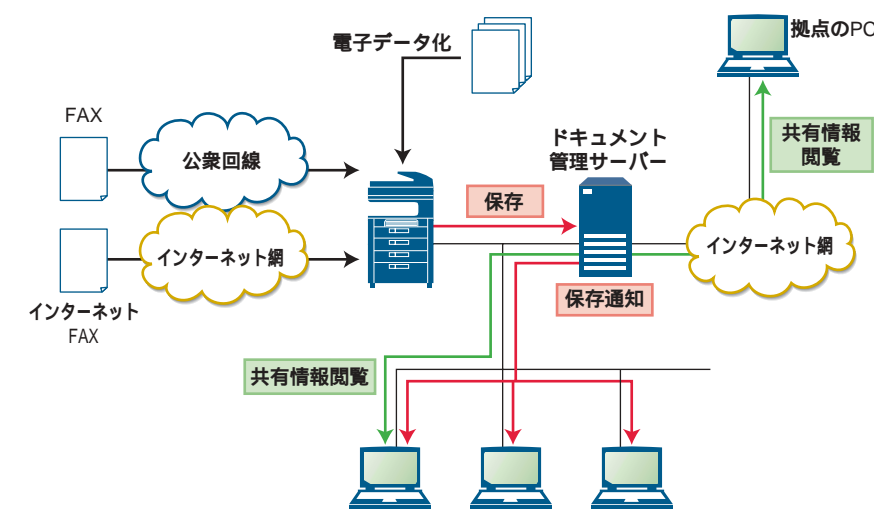 電子データ化
拠点のPC
FAX
公衆回線
ドキュメント
管理サーバー
共有情報
閲覧
保存
インターネット網
インターネット網
インターネット
FAX
保存通知
共有情報閲覧